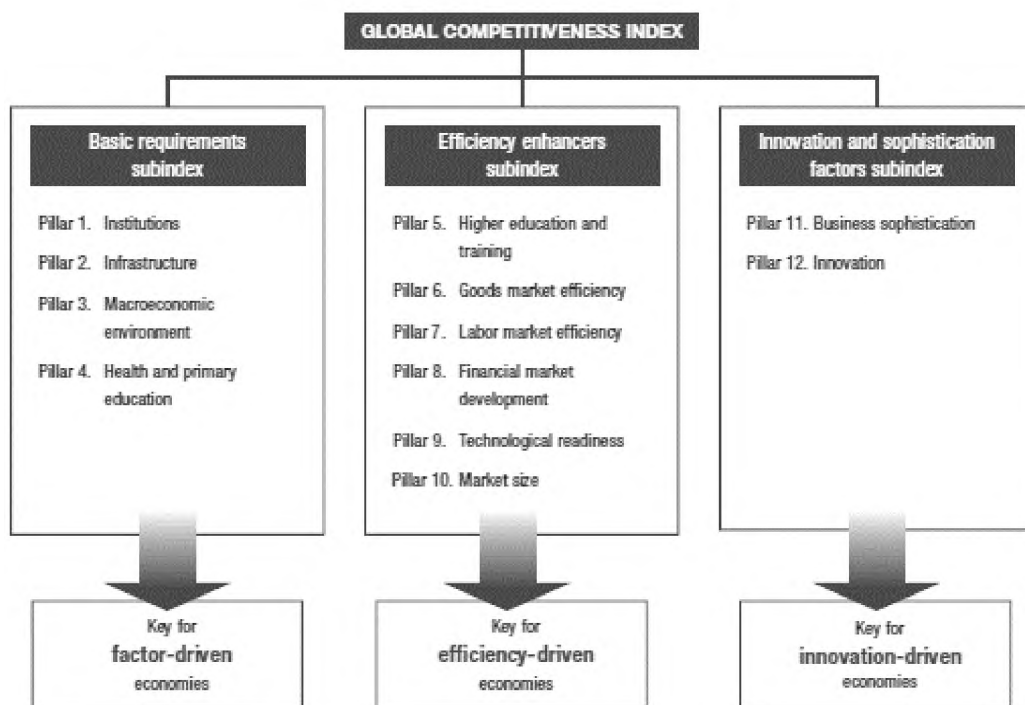 GLOBAL COMPETITIVENESS INDEX
Basic requirements
subindex
Pillar 1. Institutions
Pillar 2. Infrastructure
Pillar 3. Macroeconomic
environment
Pillar 4. Health and primary
education
Key for
factor-driven
economies
Efficiency enhancers
subindex
Pillar 5. Higher education and
training
Pillar 6. Goods market efficiency
Pillar 7. Labor market efficiency
Pillar 8. Financial market
development
Pillar 9. Technological readiness
Pillar 10. Market size
Key for
efficiency-driven
economies
Innovation and sophistication
factors subindex
Pillar 11. Business sophistication
Pillar 12. Innovation
Key for
innovation-driven
economies